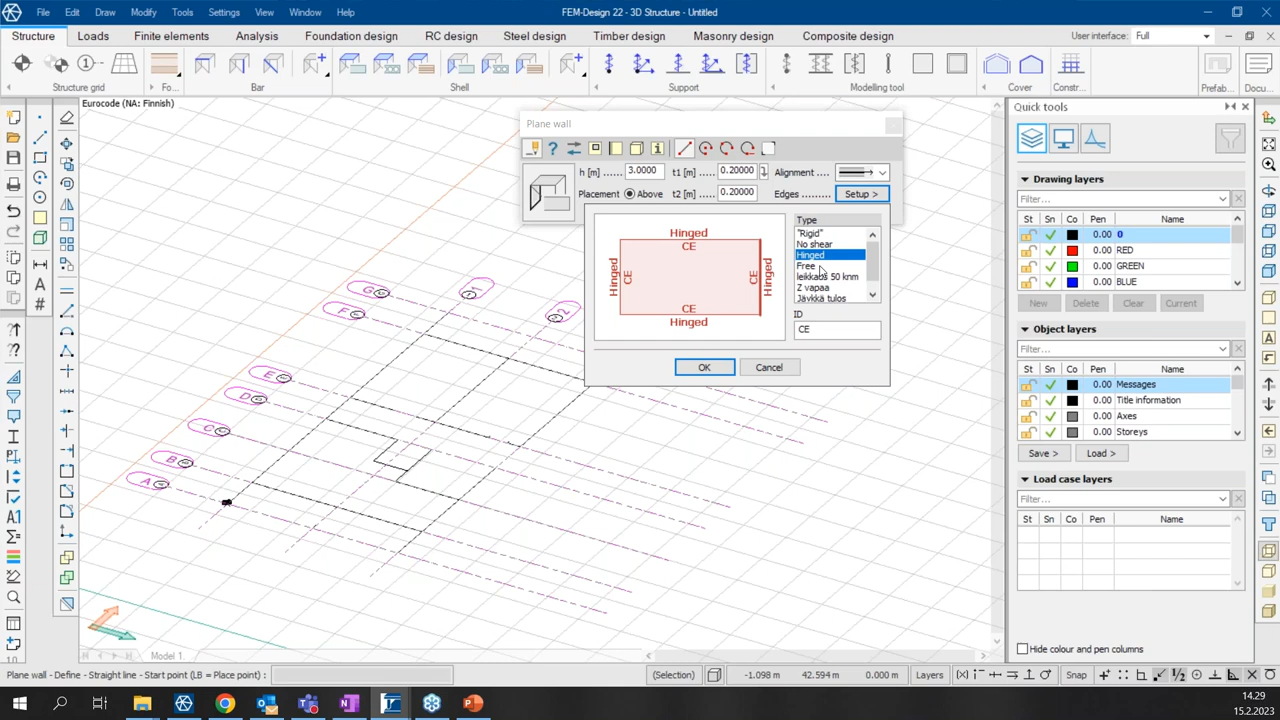 File Edit Draw Modify Tools Settings View Window Help
FEM-Design 22 - 3D Structure - Untitled
Structure Loads Finite elements Analysis Foundation design RC design Steel design Timber design Masonry design Composite design
User interface: Full
Structure grid Fo... Bar Shell Support Modelling tool Cover Constr... Prefab... Docu...
Eurocode (NA: Finnish)
Plane wall
h [m] ...... 3.0000 t1 [m] ..... 0.20000 Alignment ....
Placement Above t2 [m] ..... 0.20000 Edges ......... Setup >
Hinged
CE
Hinged
CE
CE
Hinged
CE
Hinged
Type
"Rigid"
No shear
Hinged
Free
leikkaus 50 knm
Z vapaa
Jäykkä tulos
ID
CE
OK Cancel
G
F
E
D
C
B
A
1
2
Quick tools
Drawing layers
Filter...
St Sn Co Pen Name
0.00 0
0.00 RED
0.00 GREEN
0.00 BLUE
New Delete Clear Current
Object layers
Filter...
St Sn Co Pen Name
0.00 Messages
0.00 Title information
0.00 Axes
0.00 Storeys
Save > Load >
Load case layers
Filter...
St Sn Co Pen Name
Hide colour and pen columns
Model 1.
Plane wall - Define - Straight line - Start point (LB = Place point):
(Selection) -1.098 m 42.594 m 0.000 m Layers Snap
14.29
15.2.2023